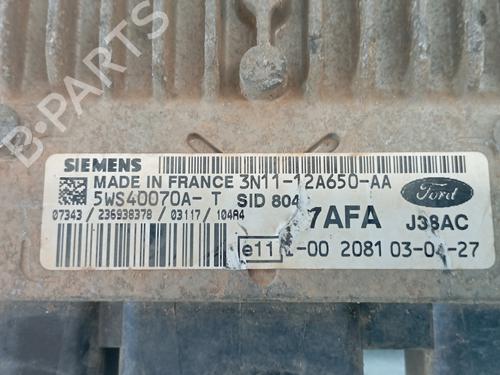 B-PARTS
SIEMENS
MADE IN FRANCE 3N11-12A650-AA
5WS40070A- T SID 804
Ford
07343 / 236938378 / 03117 / 104A4
7AFA J38AC
e11 -00 2081 03-04-27